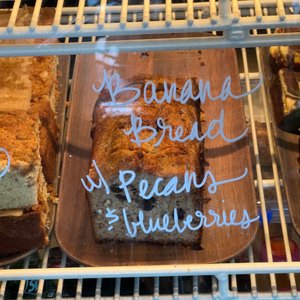 Banana
Bread
w/ Pecans
& blueberries